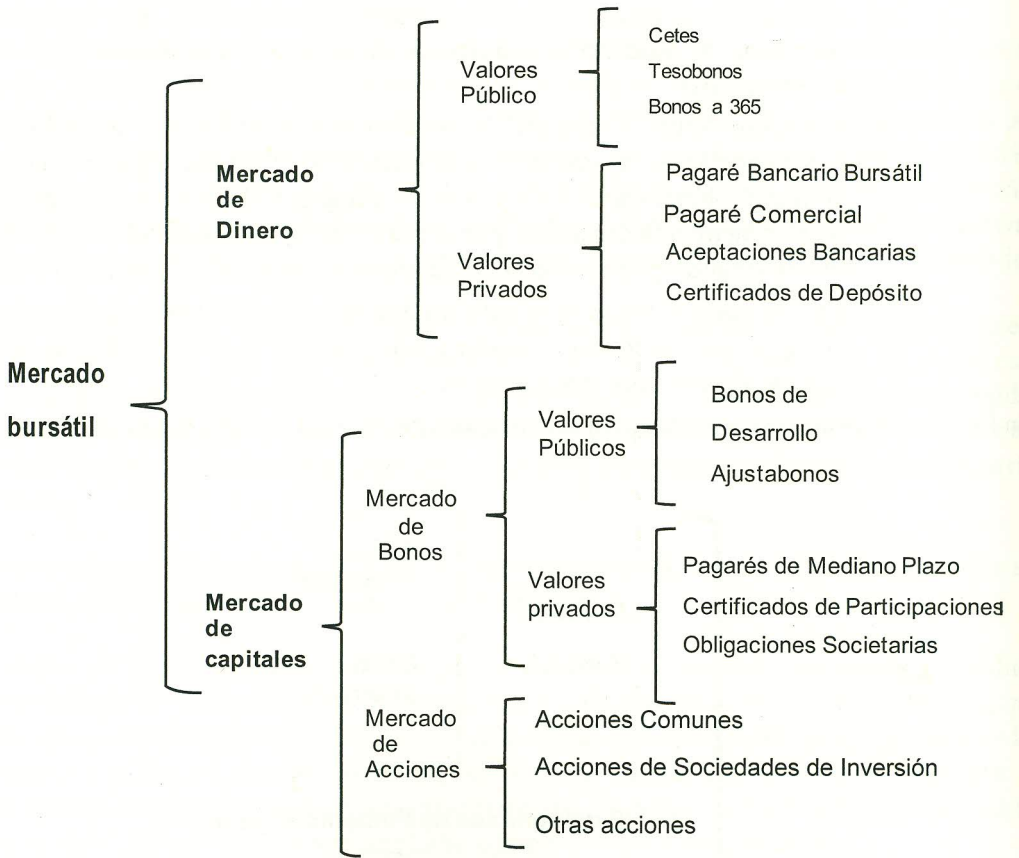 Mercado
bursátil
Mercado
de
Dinero
Valores
Público
Cetes
Tesobonos
Bonos a 365
Valores
Privados
Pagaré Bancario Bursátil
Pagaré Comercial
Aceptaciones Bancarias
Certificados de Depósito
Mercado
de
capitales
Mercado
de
Bonos
Valores
Públicos
Bonos de
Desarrollo
Ajustabonos
Valores
privados
Pagarés de Mediano Plazo
Certificados de Participaciones
Obligaciones Societarias
Mercado
de
Acciones
Acciones Comunes
Acciones de Sociedades de Inversión
Otras acciones